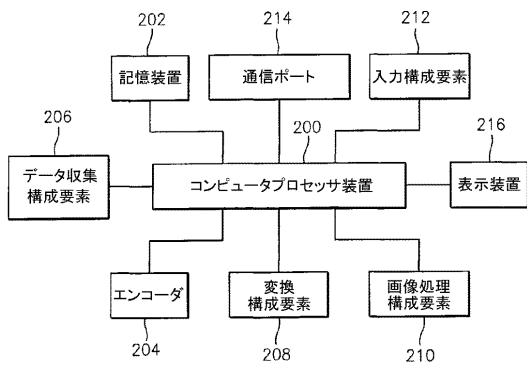 202
214
212
記憶装置
通信ポート
入力構成要素
206
200
216
データ収集
構成要素
コンピュータプロセッサ装置
表示装置
エンコーダ
変換
構成要素
画像処理
構成要素
204
208
210